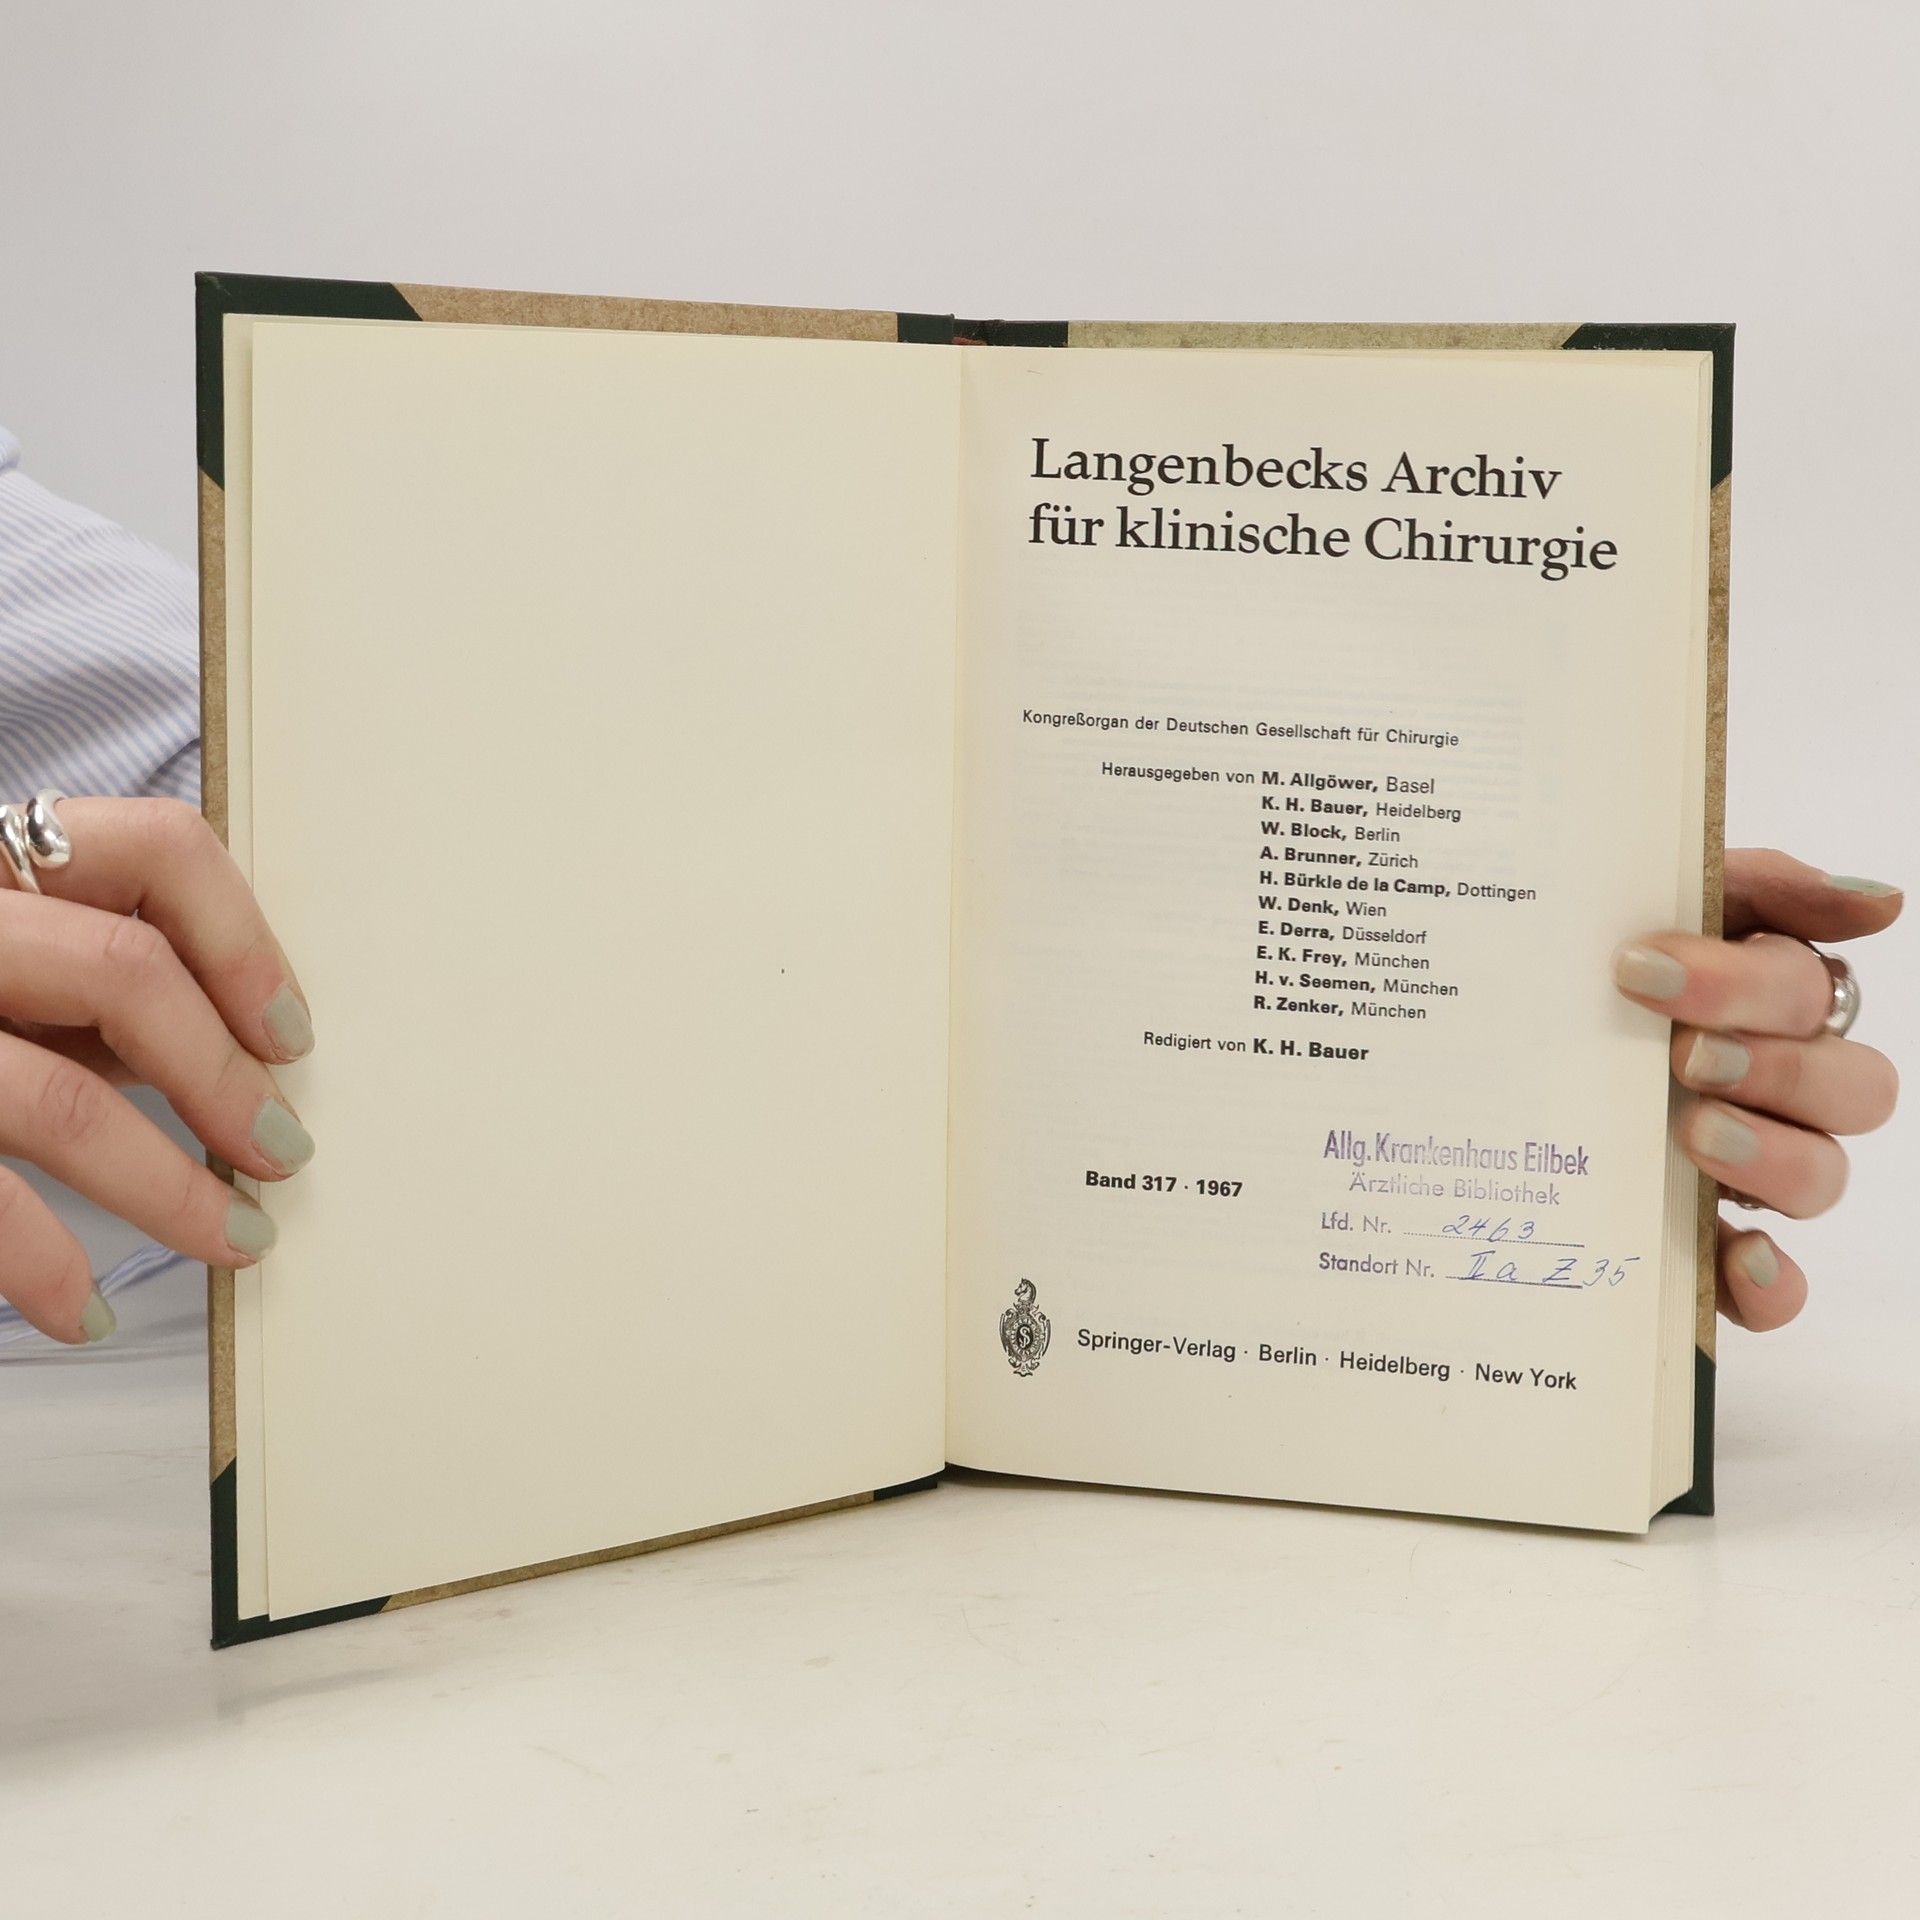 Langenbecks Archiv
für klinische Chirurgie
Kongreßorgan der Deutschen Gesellschaft für Chirurgie
Herausgegeben von M. Allgöwer, Basel
K. H. Bauer, Heidelberg
W. Block, Berlin
A. Brunner, Zürich
H. Bürkle de la Camp, Dottingen
W. Denk, Wien
E. Derra, Düsseldorf
E. K. Frey, München
H. v. Seemen, München
R. Zenker, München
Redigiert von K. H. Bauer
Band 317 · 1967
Allg. Krankenhaus Eilbek
Ärztliche Bibliothek
Lfd. Nr. 2463
Standort Nr. II a Z 35
Springer-Verlag · Berlin · Heidelberg · New York